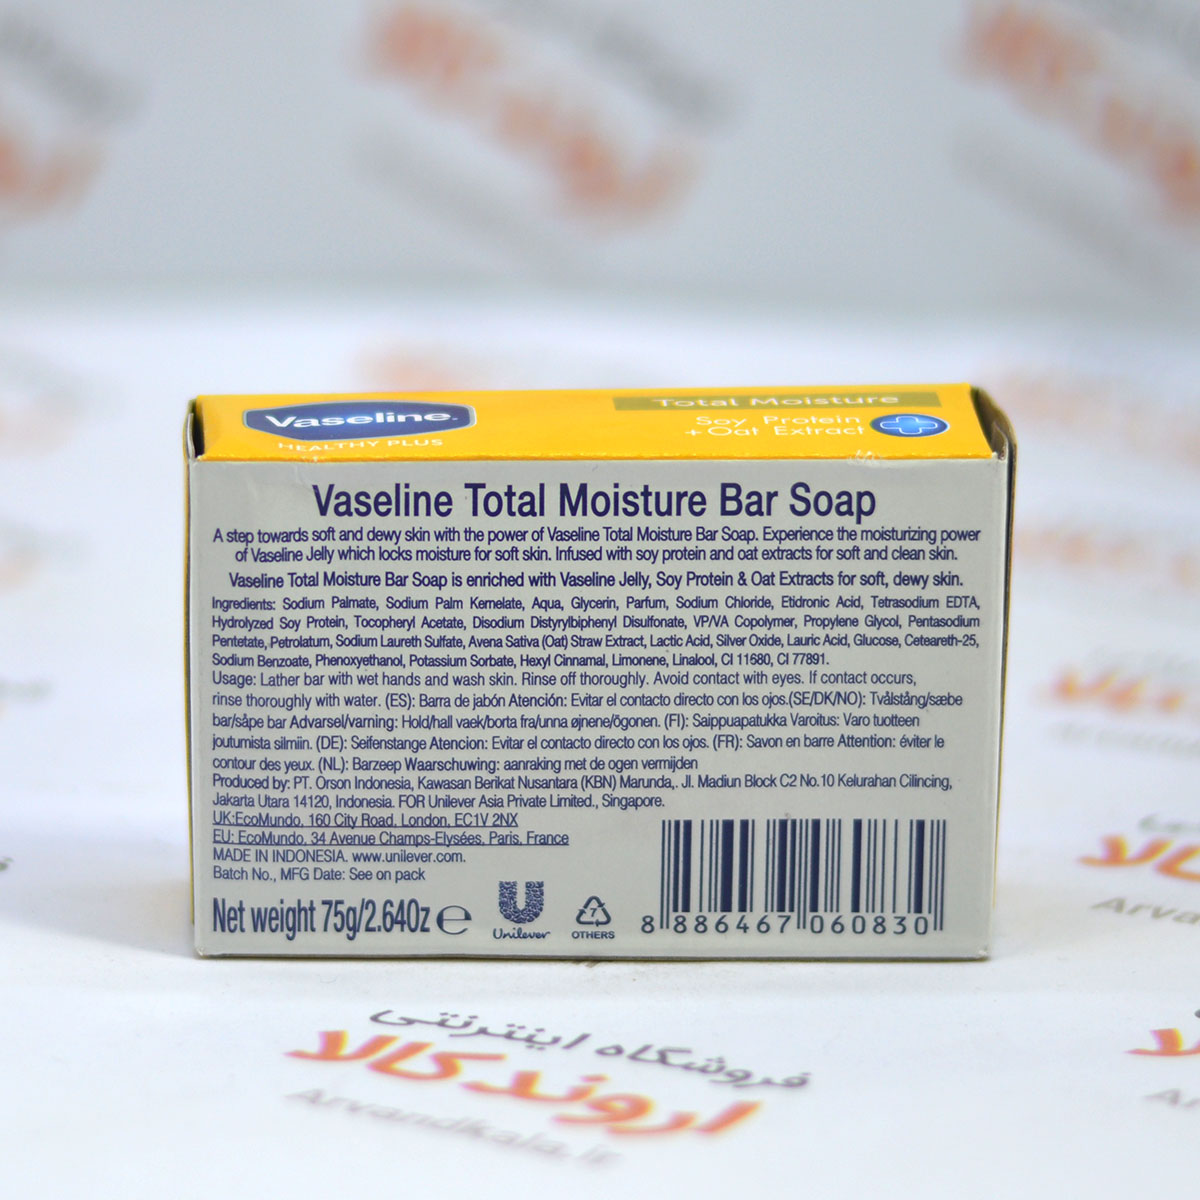 Vaseline.
HEALTHY PLUS
Total Moisture
Soy Protein
+ Oat Extract
Vaseline Total Moisture Bar Soap
A step towards soft and dewy skin with the power of Vaseline Total Moisture Bar Soap. Experience the moisturizing power
of Vaseline Jelly which locks moisture for soft skin. Infused with soy protein and oat extracts for soft and clean skin.
Vaseline Total Moisture Bar Soap is enriched with Vaseline Jelly, Soy Protein & Oat Extracts for soft, dewy skin.
Ingredients: Sodium Palmate, Sodium Palm Kernelate, Aqua, Glycerin, Parfum, Sodium Chloride, Etidronic Acid, Tetrasodium EDTA,
Hydrolyzed Soy Protein, Tocopheryl Acetate, Disodium Distyrylbiphenyl Disulfonate, VP/VA Copolymer, Propylene Glycol, Pentasodium
Pentetate, Petrolatum, Sodium Laureth Sulfate, Avena Sativa (Oat) Straw Extract, Lactic Acid, Silver Oxide, Lauric Acid, Glucose, Ceteareth-25,
Sodium Benzoate, Phenoxyethanol, Potassium Sorbate, Hexyl Cinnamal, Limonene, Linalool, CI 11680, CI 77891.
Usage: Lather bar with wet hands and wash skin. Rinse off thoroughly. Avoid contact with eyes. If contact occurs,
rinse thoroughly with water. (ES): Barra de jabón Atención: Evitar el contacto directo con los ojos.(SE/DK/NO): Tvålstång/sæbe
bar/såpe bar Advarsel/varning: Hold/hall vaek/borta fra/unna øjnene/ögonen. (FI): Saippuapatukka Varoitus: Varo tuotteen
joutumista silmiin. (DE): Seifenstange Atencion: Evitar el contacto directo con los ojos. (FR): Savon en barre Attention: éviter le
contour des yeux. (NL): Barzeep Waarschuwing: aanraking met de ogen vermijden
Produced by: PT. Orson Indonesia, Kawasan Berikat Nusantara (KBN) Marunda,. Jl. Madiun Block C2 No.10 Kelurahan Cilincing,
Jakarta Utara 14120, Indonesia. FOR Unilever Asia Private Limited., Singapore.
UK:EcoMundo, 160 City Road, London, EC1V 2NX
EU: EcoMundo, 34 Avenue Champs-Elysées, Paris, France
MADE IN INDONESIA. www.unilever.com.
Batch No., MFG Date: See on pack
Net weight 75g/2.64Oz e
Unilever
7
OTHERS
8 886467 060830
فروشگاه اینترنتی
اروند کالا
Arvandkala.ir